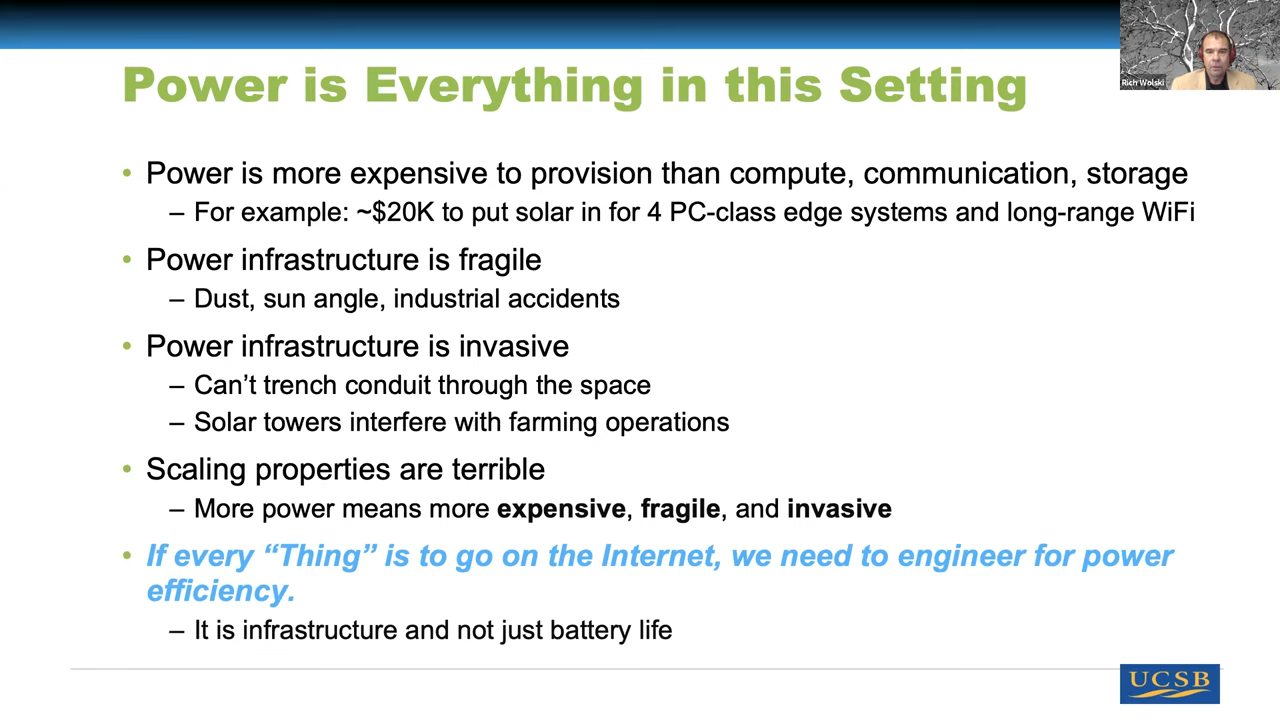 Power is Everything in this Setting
Rich Wolski
• Power is more expensive to provision than compute, communication, storage
– For example: ~$20K to put solar in for 4 PC-class edge systems and long-range WiFi
• Power infrastructure is fragile
– Dust, sun angle, industrial accidents
• Power infrastructure is invasive
– Can’t trench conduit through the space
– Solar towers interfere with farming operations
• Scaling properties are terrible
– More power means more expensive, fragile, and invasive
• If every “Thing” is to go on the Internet, we need to engineer for power
efficiency.
– It is infrastructure and not just battery life
UCSB